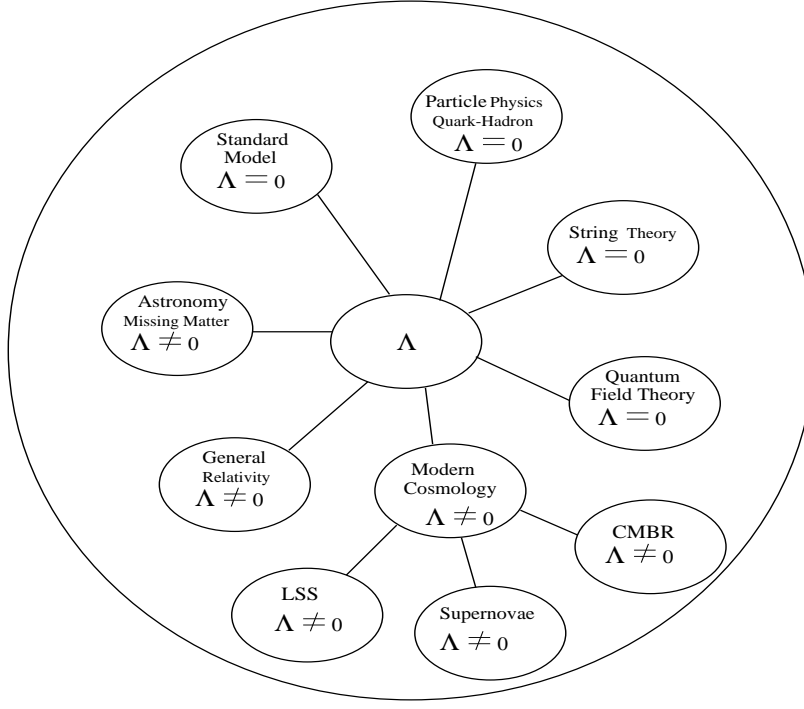 Particle Physics
Quark-Hadron
Λ = 0
Standard
Model
Λ = 0
String Theory
Λ = 0
Astronomy
Missing Matter
Λ ≠ 0
Λ
Quantum
Field Theory
Λ = 0
General
Relativity
Λ ≠ 0
Modern
Cosmology
Λ ≠ 0
CMBR
Λ ≠ 0
LSS
Λ ≠ 0
Supernovae
Λ ≠ 0